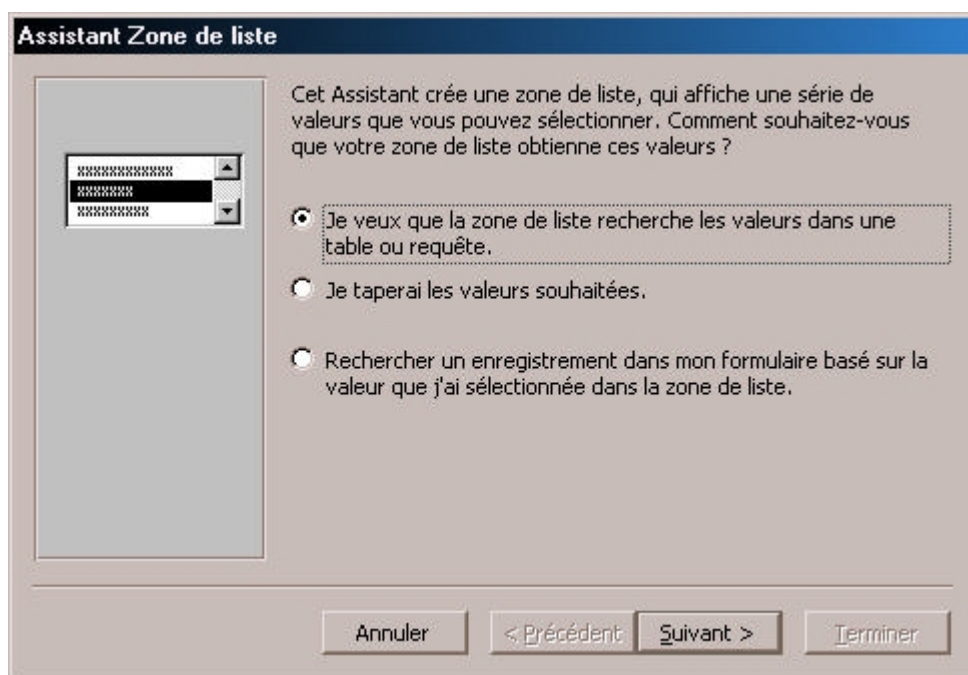 Assistant Zone de liste
Cet Assistant crée une zone de liste, qui affiche une série de
valeurs que vous pouvez sélectionner. Comment souhaitez-vous
que votre zone de liste obtienne ces valeurs ?
xxxxxxxxxxxx
xxxxxxx
xxxxxxxxx
Je veux que la zone de liste recherche les valeurs dans une
table ou requête.
Je taperai les valeurs souhaitées.
Rechercher un enregistrement dans mon formulaire basé sur la
valeur que j'ai sélectionnée dans la zone de liste.
Annuler < Précédent Suivant > Terminer